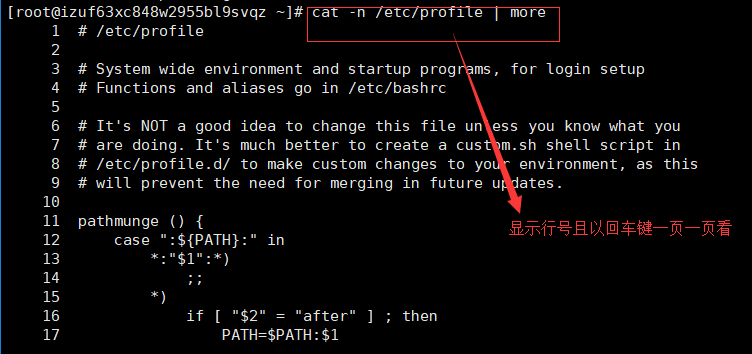 [root@izuf63xc848w2955bl9svqz ~]# cat -n /etc/profile | more
1 # /etc/profile
2
3 # System wide environment and startup programs, for login setup
4 # Functions and aliases go in /etc/bashrc
5
6 # It's NOT a good idea to change this file unless you know what you
7 # are doing. It's much better to create a custom.sh shell script in
8 # /etc/profile.d/ to make custom changes to your environment, as this
9 # will prevent the need for merging in future updates.
10
11 pathmunge () {
12     case ":${PATH}:" in
13         *:"$1":*)
14             ;;
15         *)
16             if [ "$2" = "after" ] ; then
17                 PATH=$PATH:$1
显示行号且以回车键一页一页看